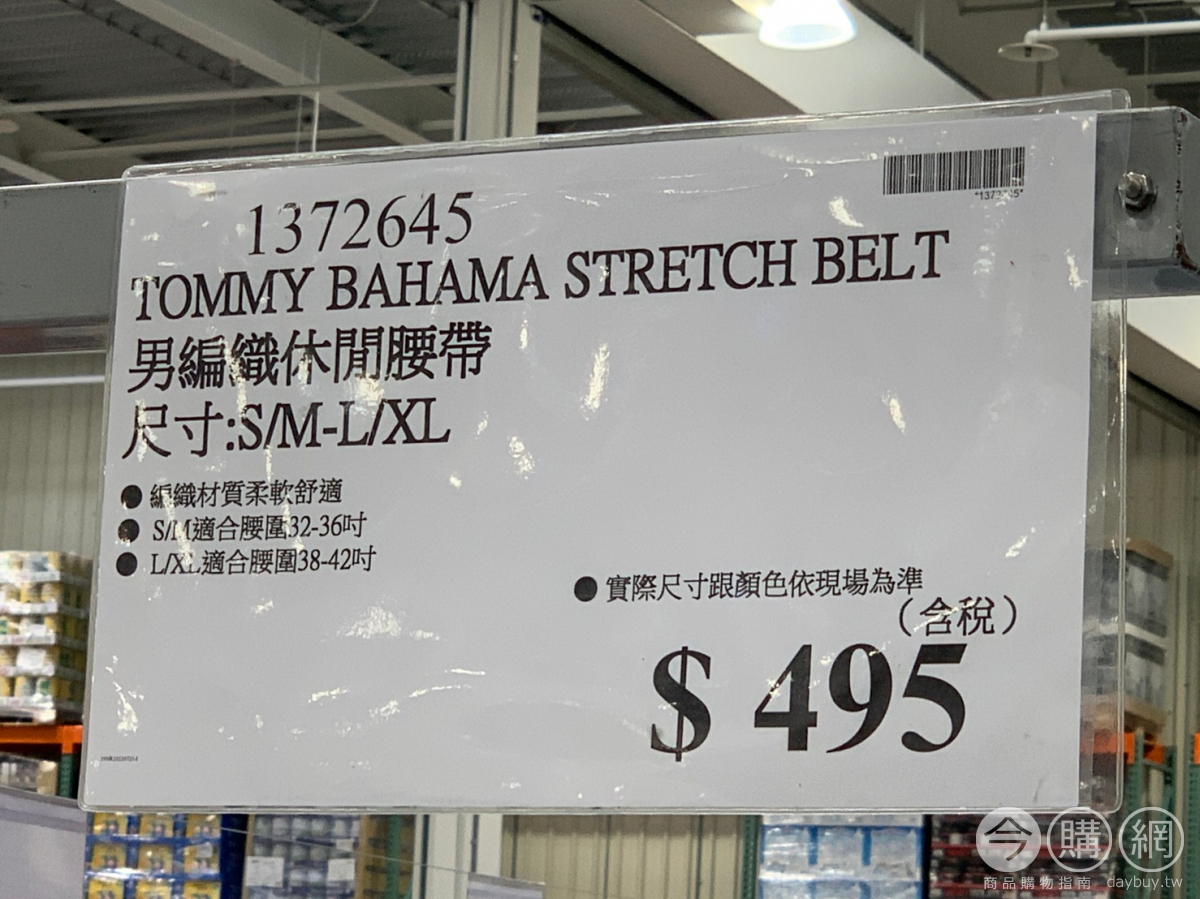 1372645
TOMMY BAHAMA STRETCH BELT
男編織休閒腰帶
尺寸:S/M-L/XL
● 編織材質柔軟舒適
● S/M適合腰圍32-36吋
● L/XL適合腰圍38-42吋
● 實際尺寸跟顏色依現場為準
(含稅)
$ 495
今購網
商品購物指南 daybuy.tw